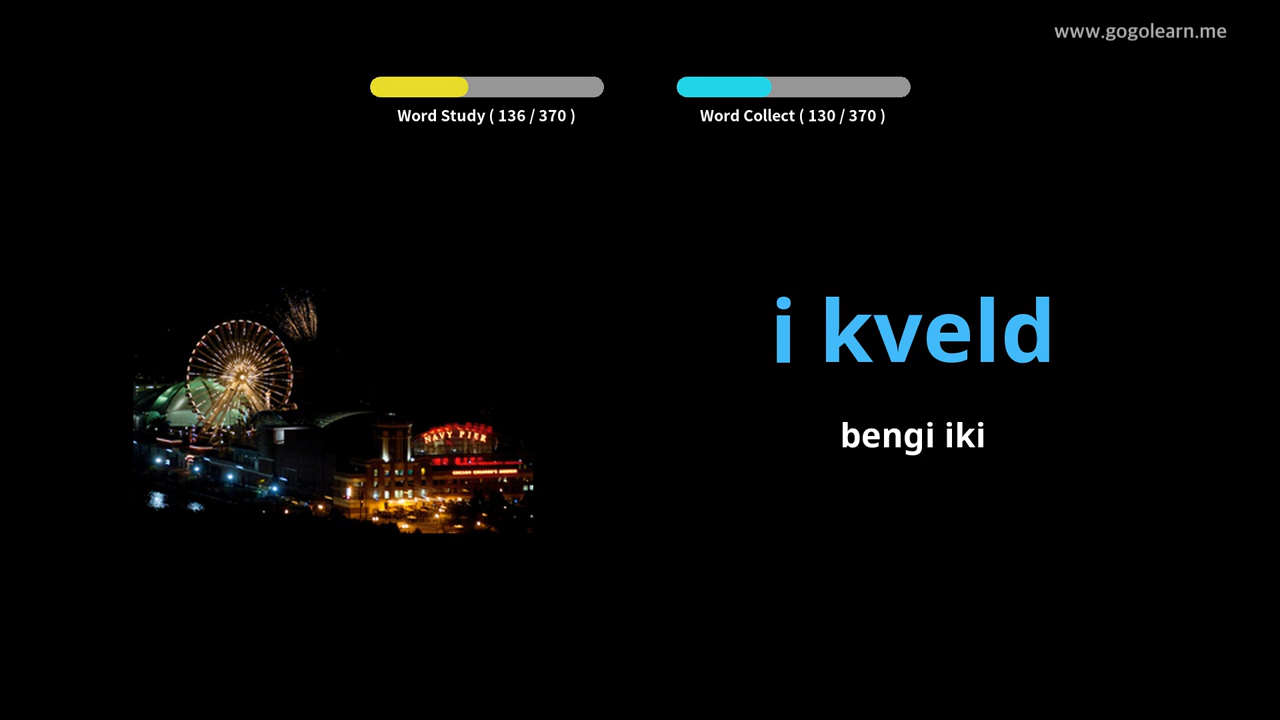 www.gogolearn.me
Word Study ( 136 / 370 )
Word Collect ( 130 / 370 )
i kveld
bengi iki
NAVY PIER